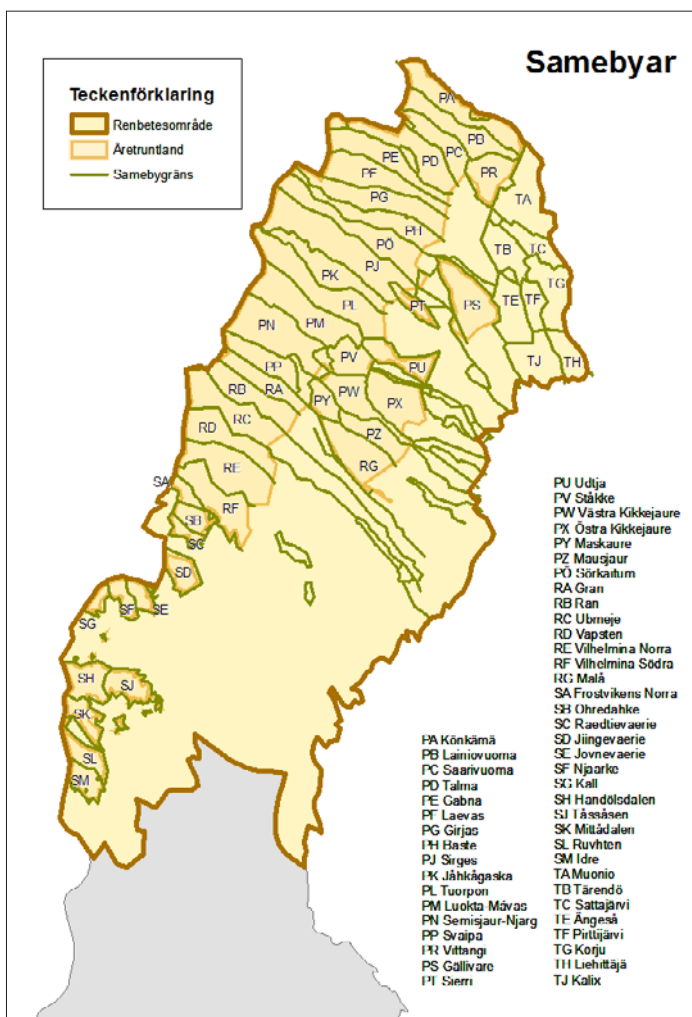 Samebyar
Teckenförklaring
Renbetesområde
Åretruntland
Samebygräns
PA
PB
PC
PD
PE
PF
PR
PG
TA
PH
PÖ
TB
TC
PJ
PK
TG
PL
PT
PS
TE
TF
PN
PM
PV
TJ
TH
PP
PU
RB
RA
PY
PW
PX
RD
RC
PZ
RE
RG
SA
RF
SB
SC
SD
SG
SF
SE
SH
SJ
SK
SL
SM
PU Udtja
PV Ståkke
PW Västra Kikkejaure
PX Östra Kikkejaure
PY Maskaure
PZ Mausjaur
PÖ Sörkaitum
RA Gran
RB Ran
RC Ubmeje
RD Vapsten
RE Vilhelmina Norra
RF Vilhelmina Södra
RG Malå
SA Frostvikens Norra
SB Ohredahke
SC Raedtievaerie
SD Jiingevaerie
SE Jovnevaerie
SF Njaarke
SG Kall
SH Handölsdalen
SJ Tåssåsen
SK Mittådalen
SL Ruvhten
SM Idre
TA Muonio
TB Tärendö
TC Sattajärvi
TE Ängeså
TF Pirttijärvi
TG Korju
TH Liehittäjä
TJ Kalix
PA Könkämä
PB Lainiovuoma
PC Saarivuoma
PD Talma
PE Gabna
PF Laevas
PG Girjas
PH Baste
PJ Sirges
PK Jåhkågaska
PL Tuorpon
PM Luokta-Mávas
PN Semisjaur-Njarg
PP Svaipa
PR Vittangi
PS Gällivare
PT Sierri